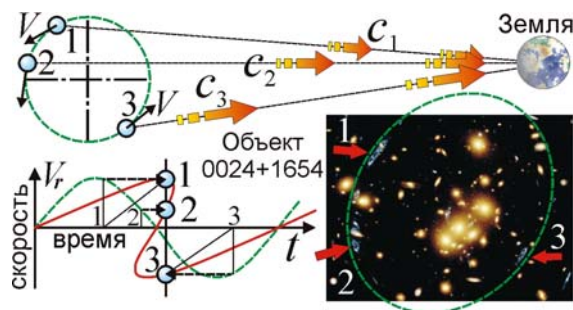 Земля
V
1
2
3
V
c₁
c₂
c₃
Объект
0024+1654
1
2
3
Vᵣ
скорость
время
t
1
2
3
1
2
3